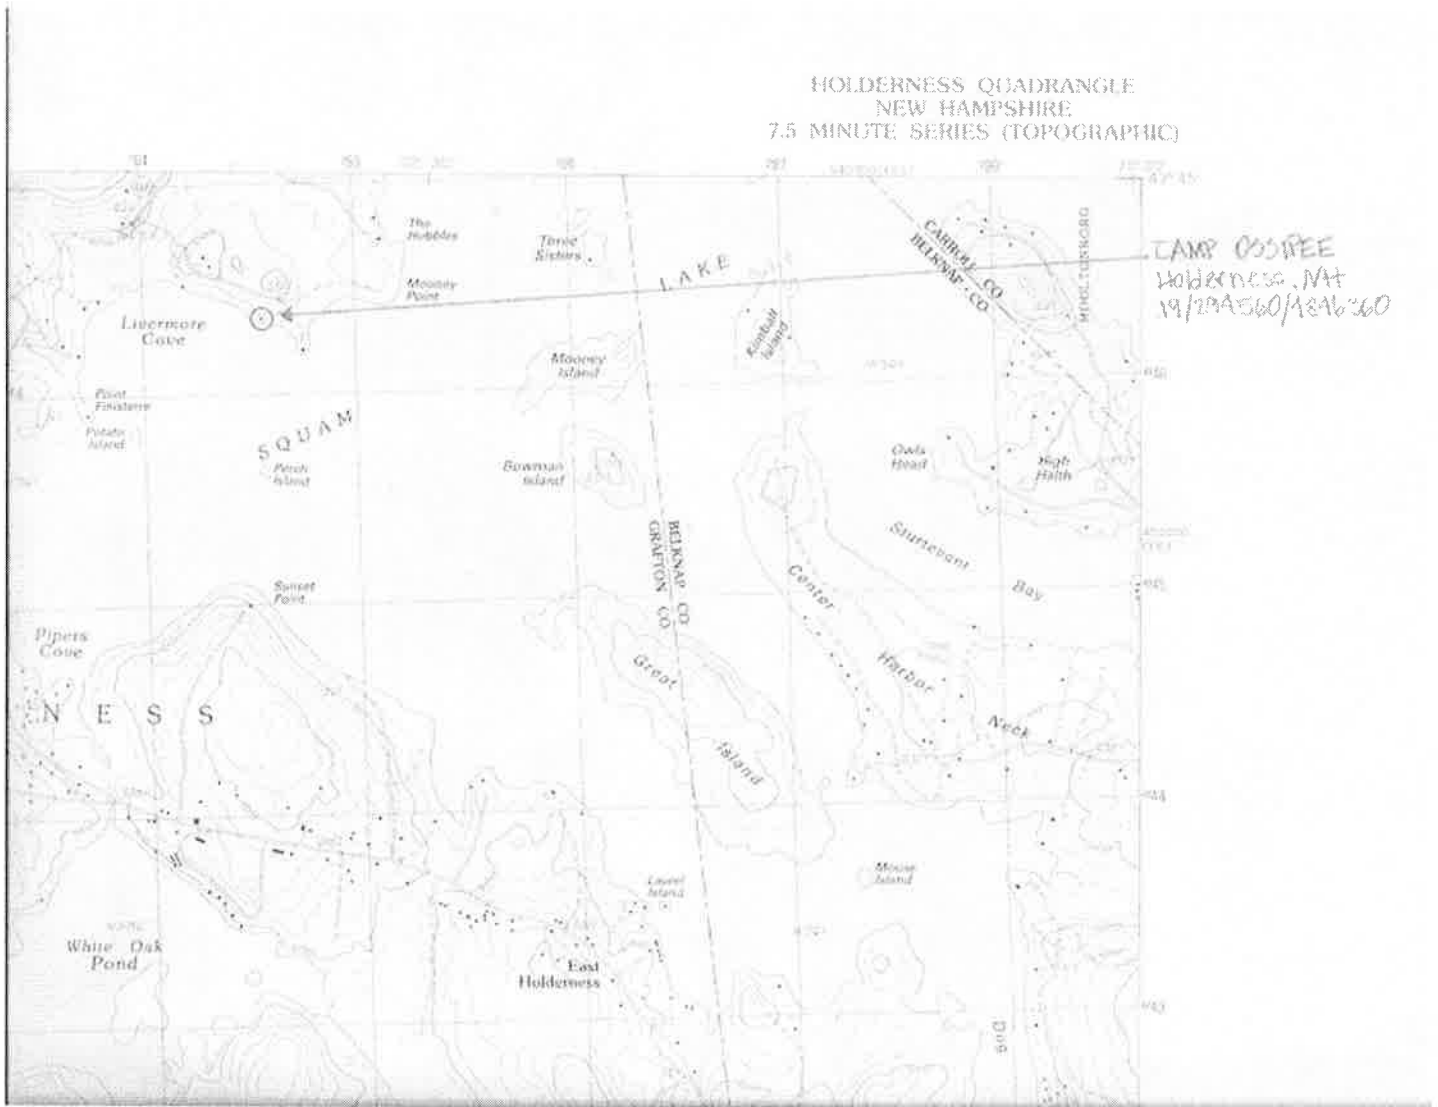 HOLDERNESS QUADRANGLE
NEW HAMPSHIRE
7.5 MINUTE SERIES (TOPOGRAPHIC)
The
Hubbles
Three
Sisters
LAKE
CARROLL CO
BELKNAP CO
CAMP OSSIPEE
Holderness, NH
19/294560/4846360
Mooney
Point
Livermore
Cove
Kimball
Island
Mooney
Island
Point
Finisterre
Potato
Island
SQUAM
Perch
Island
Bowman
Island
Owls
Head
High
Haith
BELKNAP CO
GRAFTON CO
Sturtevant
Bay
Sunset
Point
Center
Harbor
Neck
Pipers
Cove
Great
Island
NESS
Laurel
Island
Mouse
Island
White Oak
Pond
East
Holderness